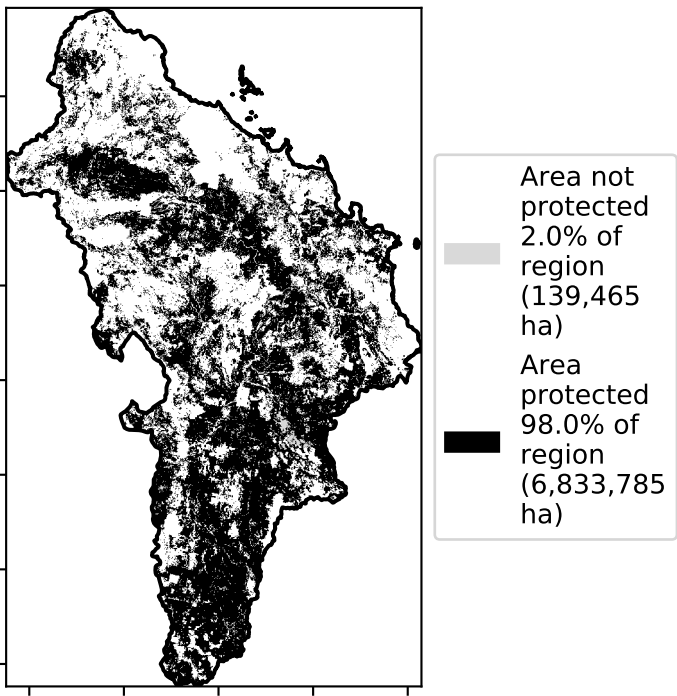 Area not
protected
2.0% of
region
(139,465
ha)
Area
protected
98.0% of
region
(6,833,785
ha)